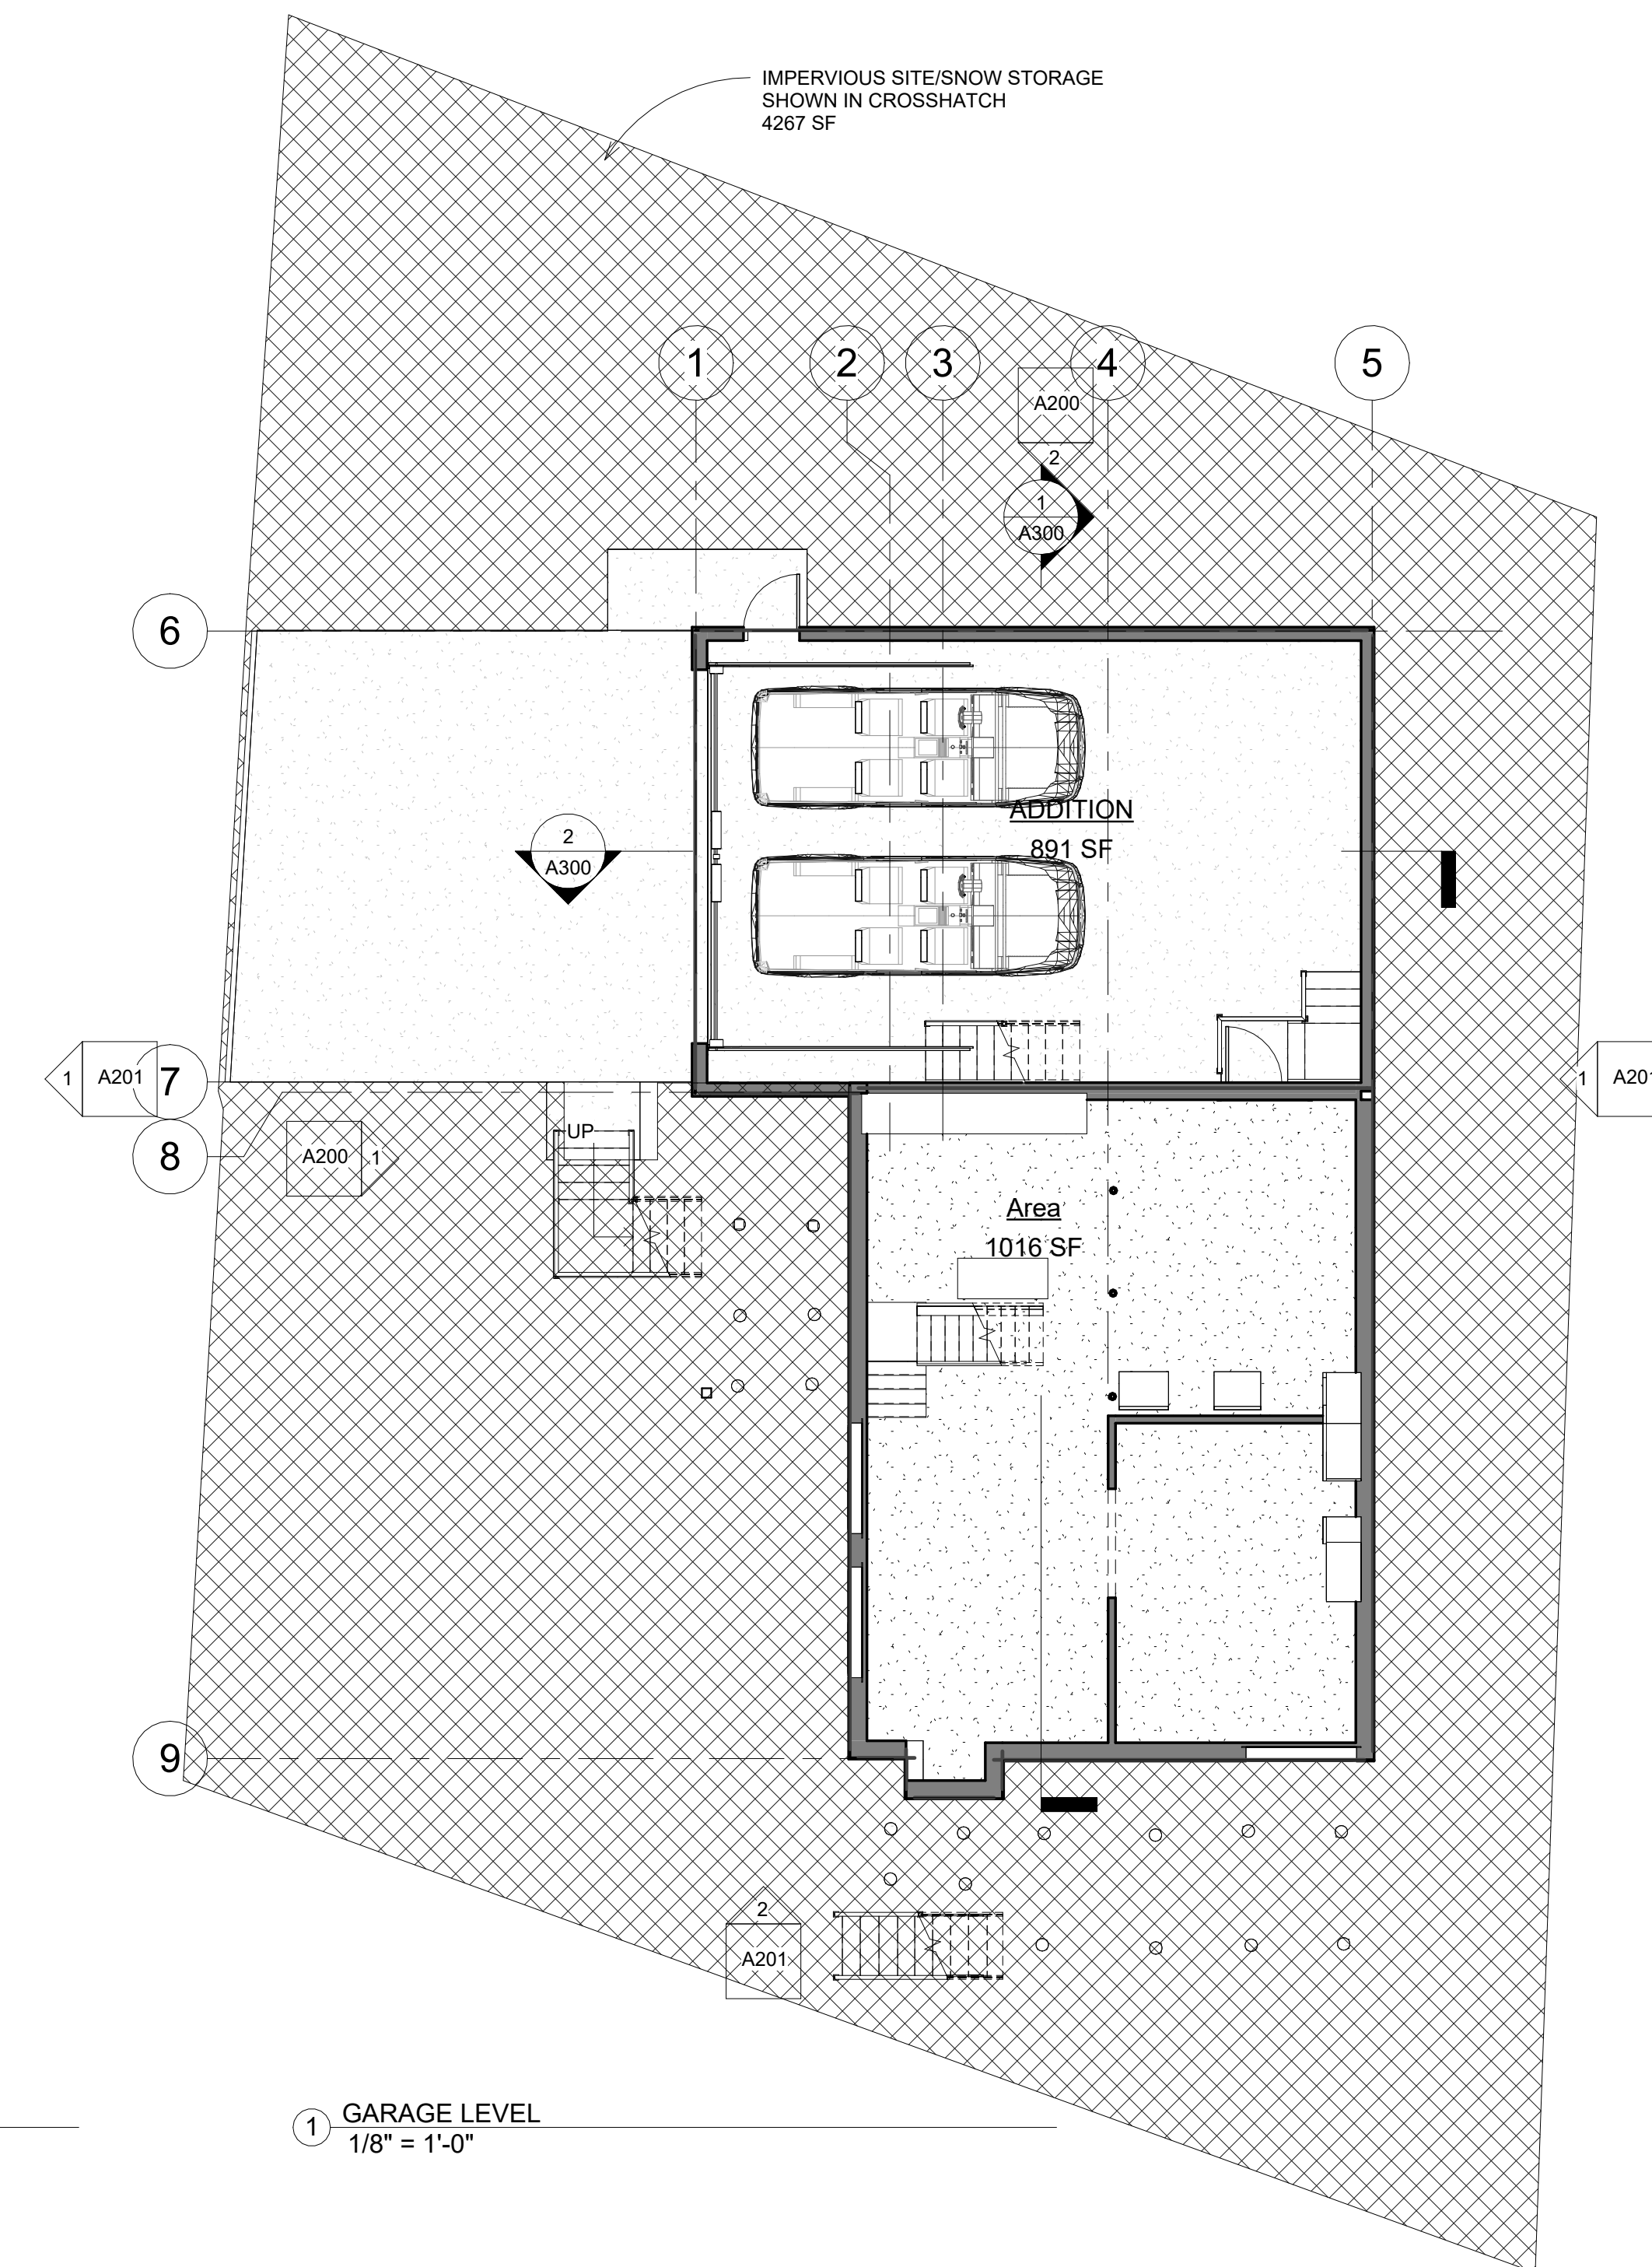 IMPERVIOUS SITE/SNOW STORAGE
SHOWN IN CROSSHATCH
4267 SF
1
2
3
4
5
A200
2
1
A300
6
ADDITION
891 SF
2
A300
1
A201
7
1
A201
8
A200
1
UP
Area
1016 SF
9
2
A201
1
GARAGE LEVEL
1/8" = 1'-0"